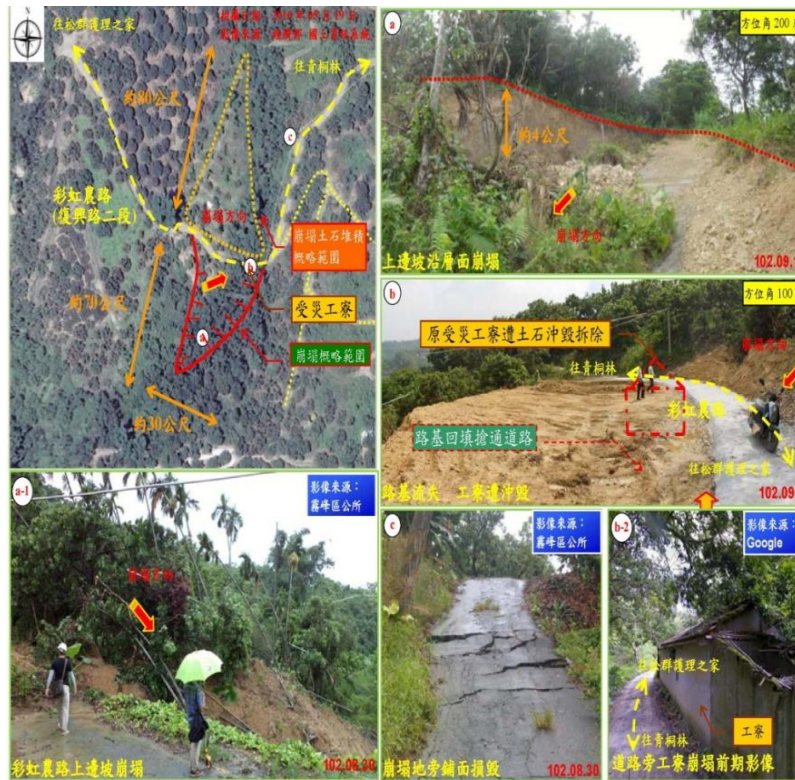 往松群護理之家
N
往青桐林
約80公尺
c
彩虹農路
(復興路二段)
崩塌方向
崩塌土石堆積
概略範圍
b
受災工寮
約70公尺
a
崩塌概略範圍
約30公尺
a
方位角200
約4公尺
崩塌方向
上邊坡沿層面崩塌
102.09.1
b
方位角100
原受災工寮遭土石沖毀拆除
崩塌方向
往青桐林
彩虹農路
路基回填搶通道路
往松群護理之家
路基流失 工寮遭沖毀
102.09
a-1
影像來源:
霧峰區公所
崩塌方向
彩虹農路上邊坡崩塌
102.08.30
c
影像來源:
霧峰區公所
崩塌地旁鋪面損毀
102.08.30
b-2
影像來源:
Google
往松群護理之家
往青桐林
工寮
道路旁工寮崩塌前期影像